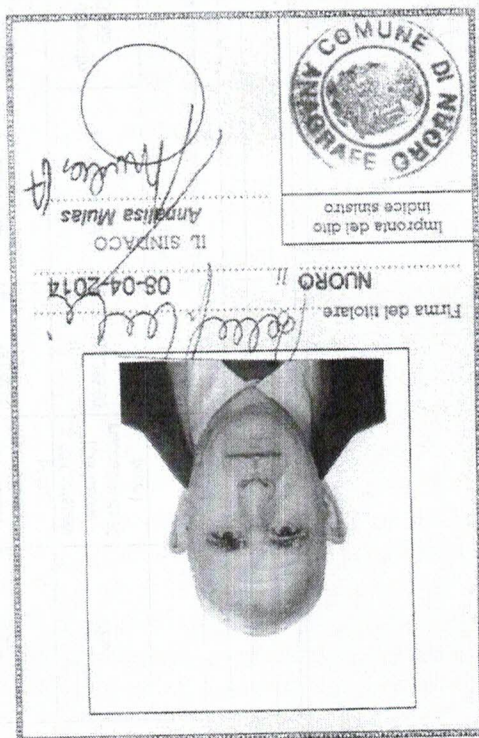 Firma del titolare
NUORO li 08-04-2014
IL SINDACO
Annalisa Mulas
Impronta del dito
indice sinistro
COMUNE DI NUORO
ANAGRAFE